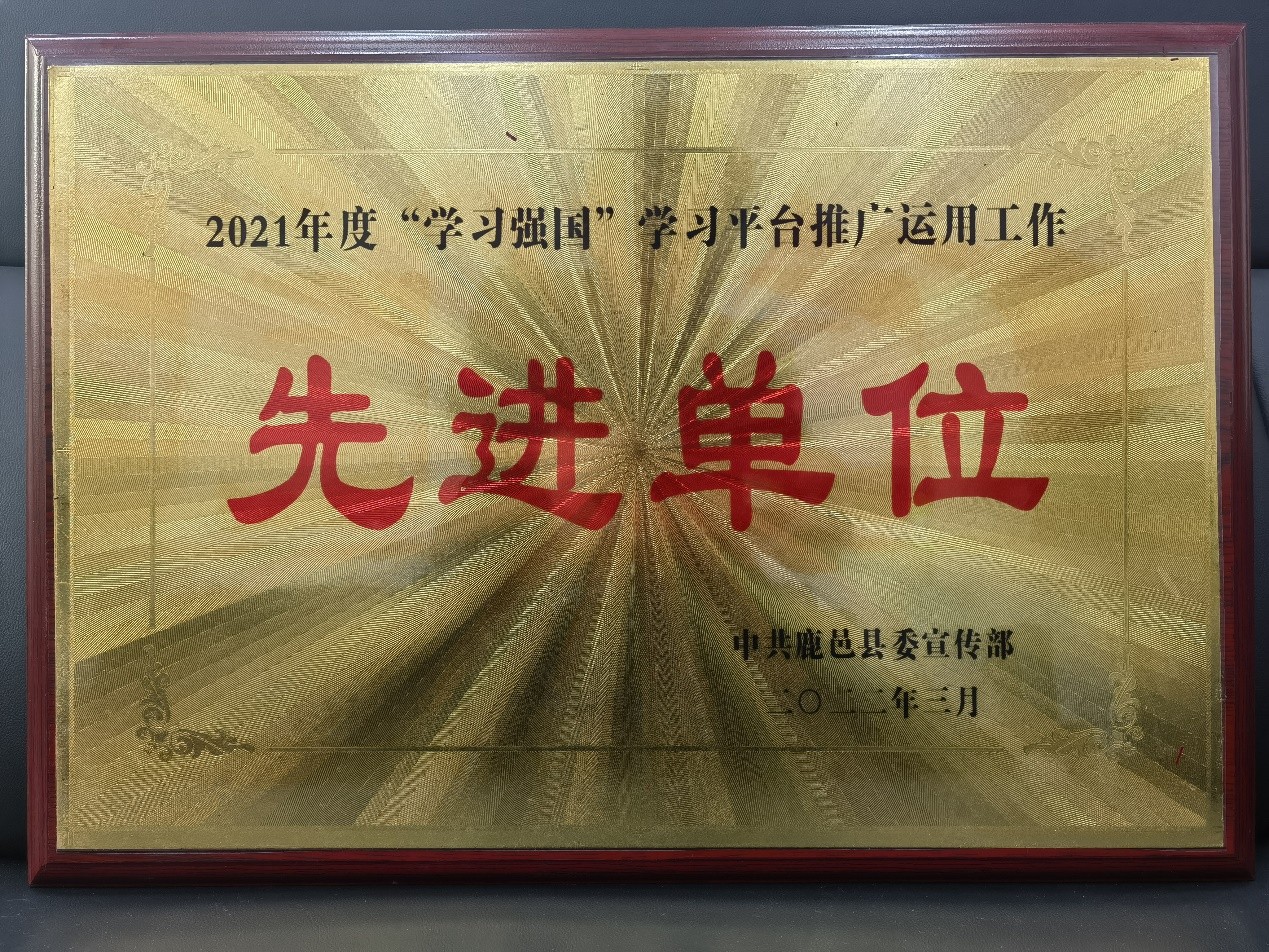 2021年度“学习强国”学习平台推广运用工作
先进单位
中共鹿邑县委宣传部
二〇二二年三月